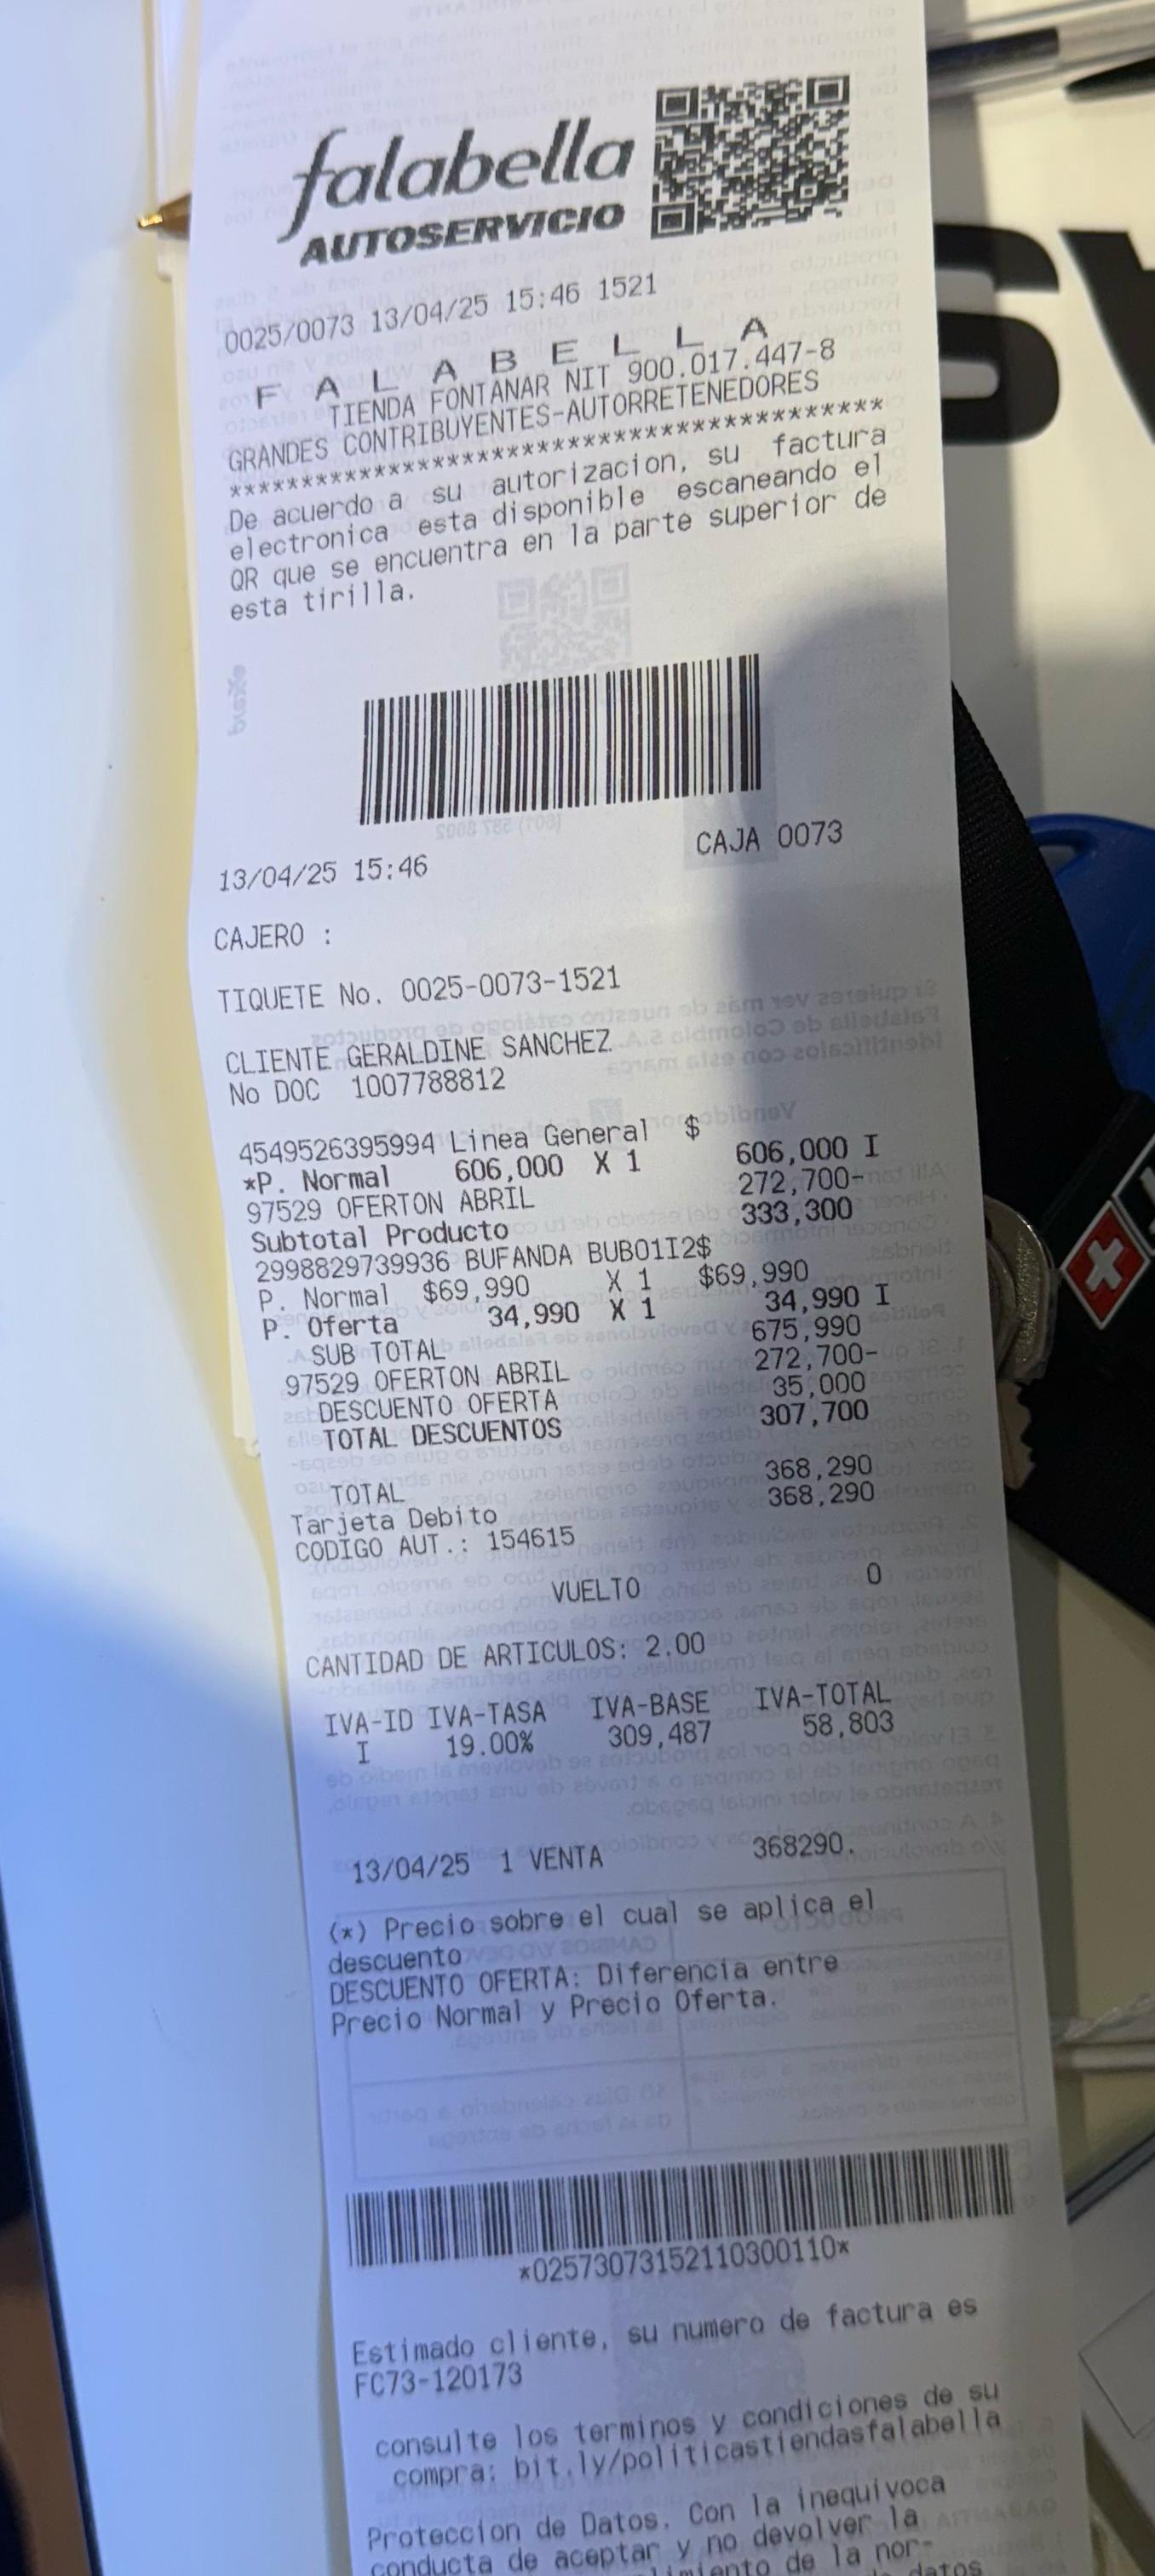 falabella
AUTOSERVICIO
0025/0073 13/04/25 15:46 1521
F A L A B E L L A
TIENDA FONTANAR NIT 900.017.447-8
GRANDES CONTRIBUYENTES-AUTORRETENEDORES
****************************************
De acuerdo a su autorizacion, su factura
electronica esta disponible escaneando el
QR que se encuentra en la parte superior de
esta tirilla.
13/04/25 15:46 CAJA 0073
CAJERO :
TIQUETE No. 0025-0073-1521
CLIENTE GERALDINE SANCHEZ
No DOC 1007788812
4549526395994 Linea General $
*P. Normal 606,000 X 1 606,000 I
97529 OFERTON ABRIL 272,700-
Subtotal Producto 333,300
2998829739936 BUFANDA BUB01I2$
P. Normal $69,990 X 1 $69,990
P. Oferta 34,990 X 1 34,990 I
SUB TOTAL 675,990
97529 OFERTON ABRIL 272,700-
DESCUENTO OFERTA 35,000
TOTAL DESCUENTOS 307,700
TOTAL 368,290
Tarjeta Debito 368,290
CODIGO AUT.: 154615
VUELTO 0
CANTIDAD DE ARTICULOS: 2.00
IVA-ID IVA-TASA IVA-BASE IVA-TOTAL
I 19.00% 309,487 58,803
13/04/25 1 VENTA 368290.
(*) Precio sobre el cual se aplica el
descuento
DESCUENTO OFERTA: Diferencia entre
Precio Normal y Precio Oferta.
*025730731521103001​10*
Estimado cliente, su numero de factura es
FC73-120173
consulte los terminos y condiciones de su
compra: bit.ly/politicastiendasfalabella
Proteccion de Datos. Con la inequivoca
conducta de aceptar y no devolver la
de la nor-
datos